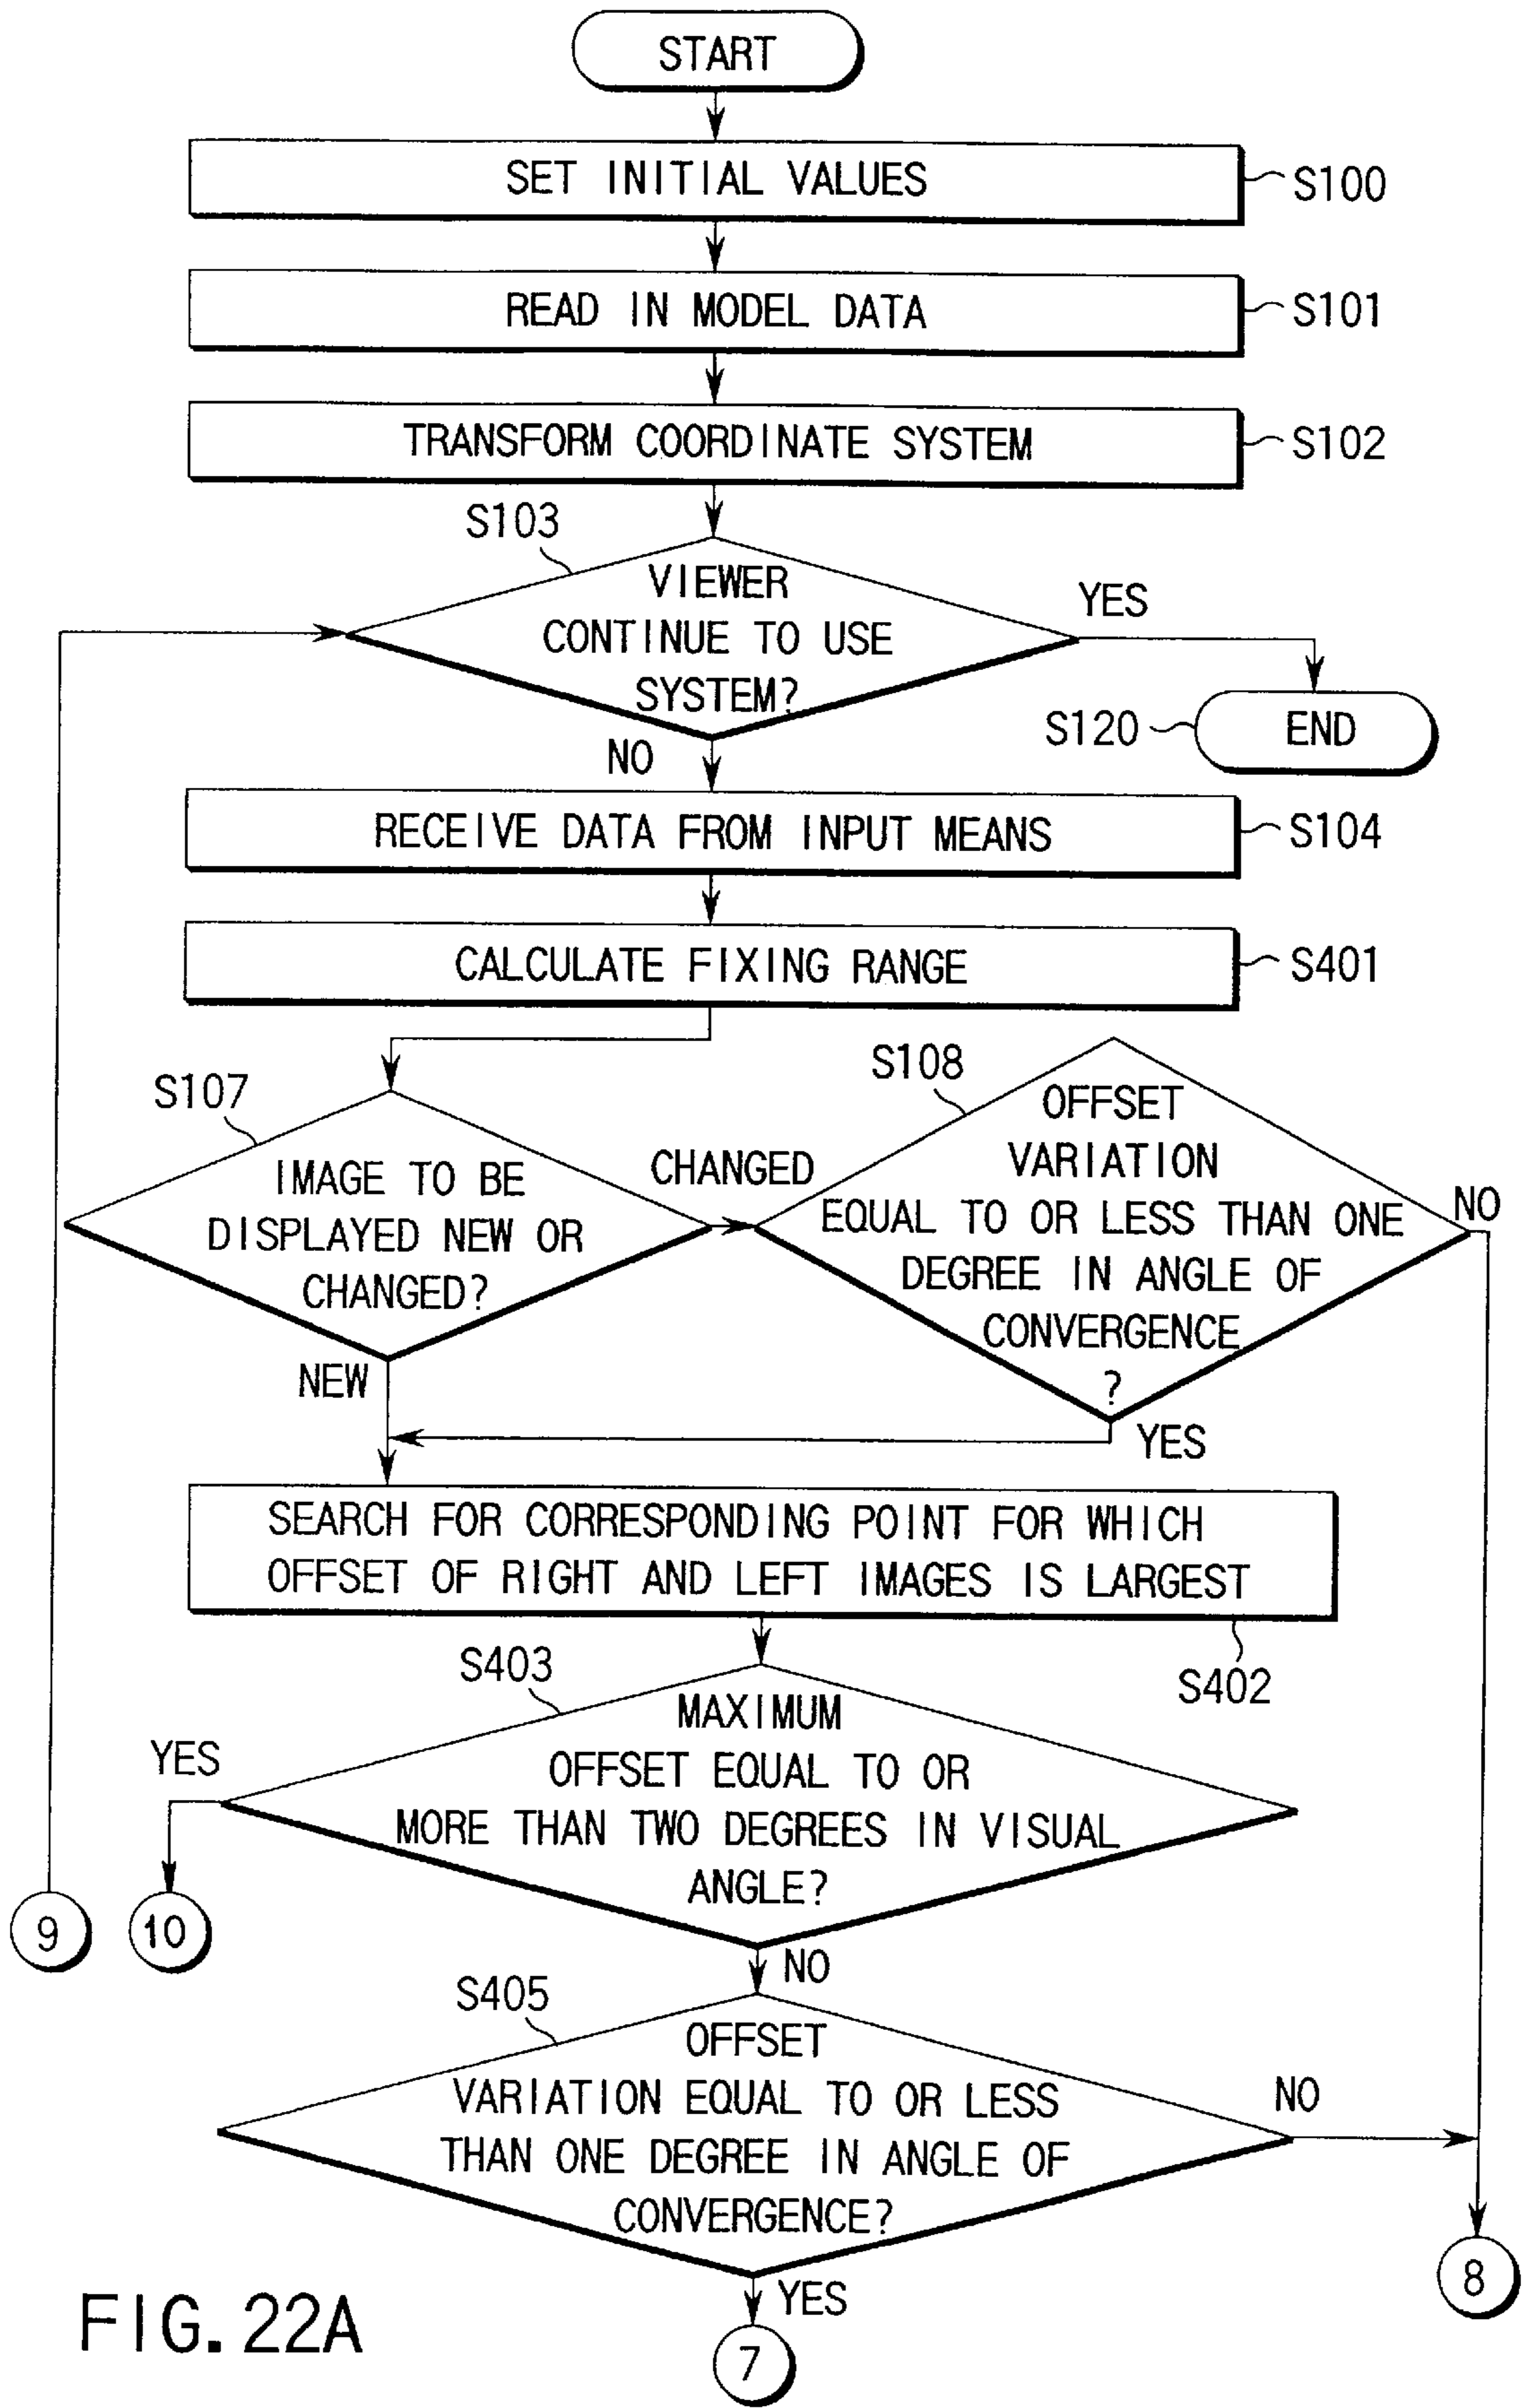 START
SET INITIAL VALUES
S100
READ IN MODEL DATA
S101
TRANSFORM COORDINATE SYSTEM
S102
S103
VIEWER
CONTINUE TO USE
SYSTEM?
YES
S120
END
NO
RECEIVE DATA FROM INPUT MEANS
S104
CALCULATE FIXING RANGE
S401
S107
IMAGE TO BE
DISPLAYED NEW OR
CHANGED?
CHANGED
NEW
S108
OFFSET
VARIATION
EQUAL TO OR LESS THAN ONE
DEGREE IN ANGLE OF
CONVERGENCE
?
NO
YES
SEARCH FOR CORRESPONDING POINT FOR WHICH
OFFSET OF RIGHT AND LEFT IMAGES IS LARGEST
S402
S403
MAXIMUM
OFFSET EQUAL TO OR
MORE THAN TWO DEGREES IN VISUAL
ANGLE?
YES
9
10
NO
S405
OFFSET
VARIATION EQUAL TO OR LESS
THAN ONE DEGREE IN ANGLE OF
CONVERGENCE?
NO
8
YES
7
FIG. 22A